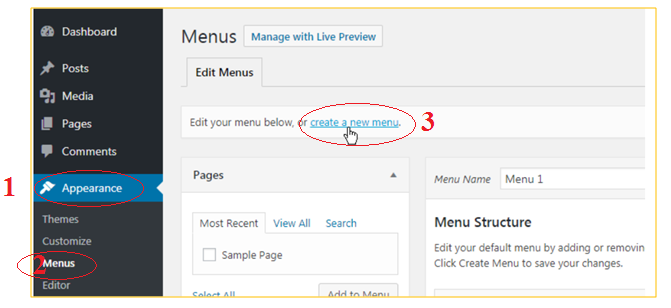 Dashboard
Posts
Media
Pages
Comments
1
Appearance
Themes
Customize
2
Menus
Editor
Menus
Manage with Live Preview
Edit Menus
Edit your menu below, or create a new menu.
3
Pages
Most Recent
View All
Search
Sample Page
Select All
Add to Menu
Menu Name
Menu 1
Menu Structure
Edit your default menu by adding or removin
Click Create Menu to save your changes.